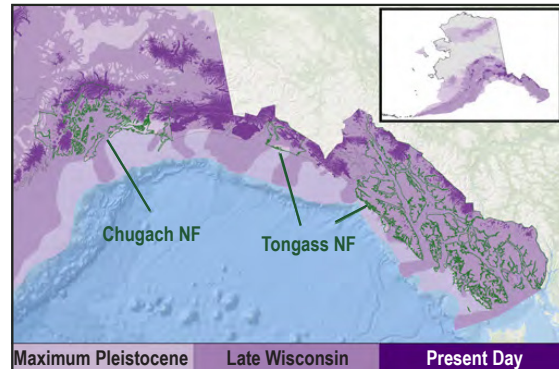 Chugach NF
Tongass NF
Maximum Pleistocene
Late Wisconsin
Present Day